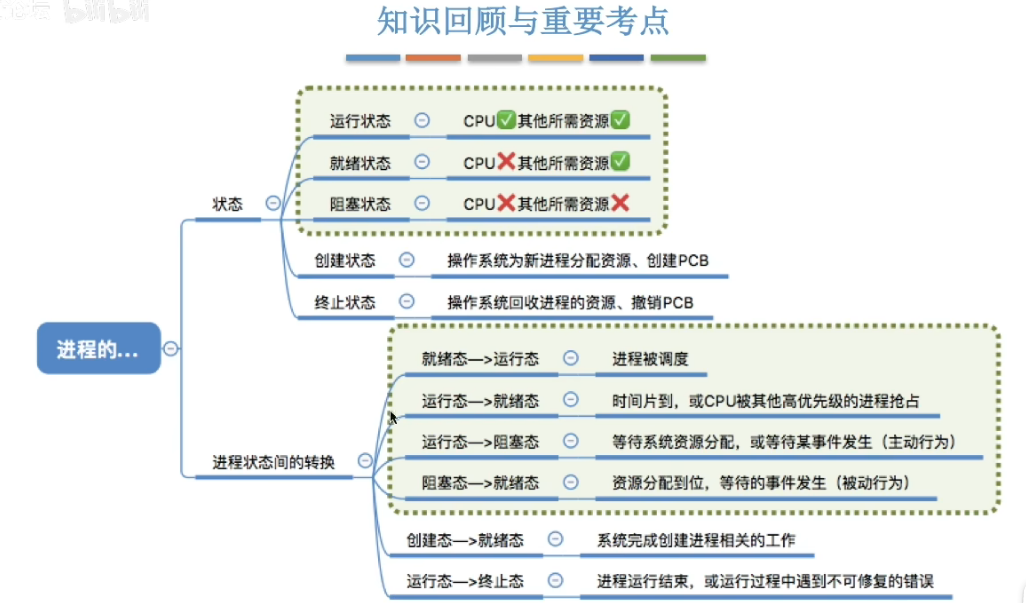 知识回顾与重要考点
运行状态 CPU✅其他所需资源✅
就绪状态 CPU❌其他所需资源✅
阻塞状态 CPU❌其他所需资源❌
状态
创建状态 操作系统为新进程分配资源、创建PCB
终止状态 操作系统回收进程的资源、撤销PCB
进程的...
就绪态—>运行态 进程被调度
运行态—>就绪态 时间片到，或CPU被其他高优先级的进程抢占
运行态—>阻塞态 等待系统资源分配，或等待某事件发生（主动行为）
进程状态间的转换
阻塞态—>就绪态 资源分配到位，等待的事件发生（被动行为）
创建态—>就绪态 系统完成创建进程相关的工作
运行态—>终止态 进程运行结束，或运行过程中遇到不可修复的错误